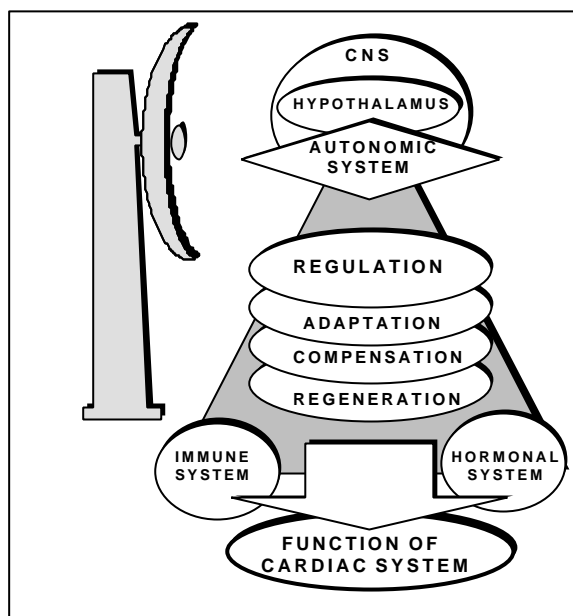 CNS
HYPOTHALAMUS
AUTONOMIC
SYSTEM
REGULATION
ADAPTATION
COMPENSATION
REGENERATION
IMMUNE
SYSTEM
HORMONAL
SYSTEM
FUNCTION OF
CARDIAC SYSTEM